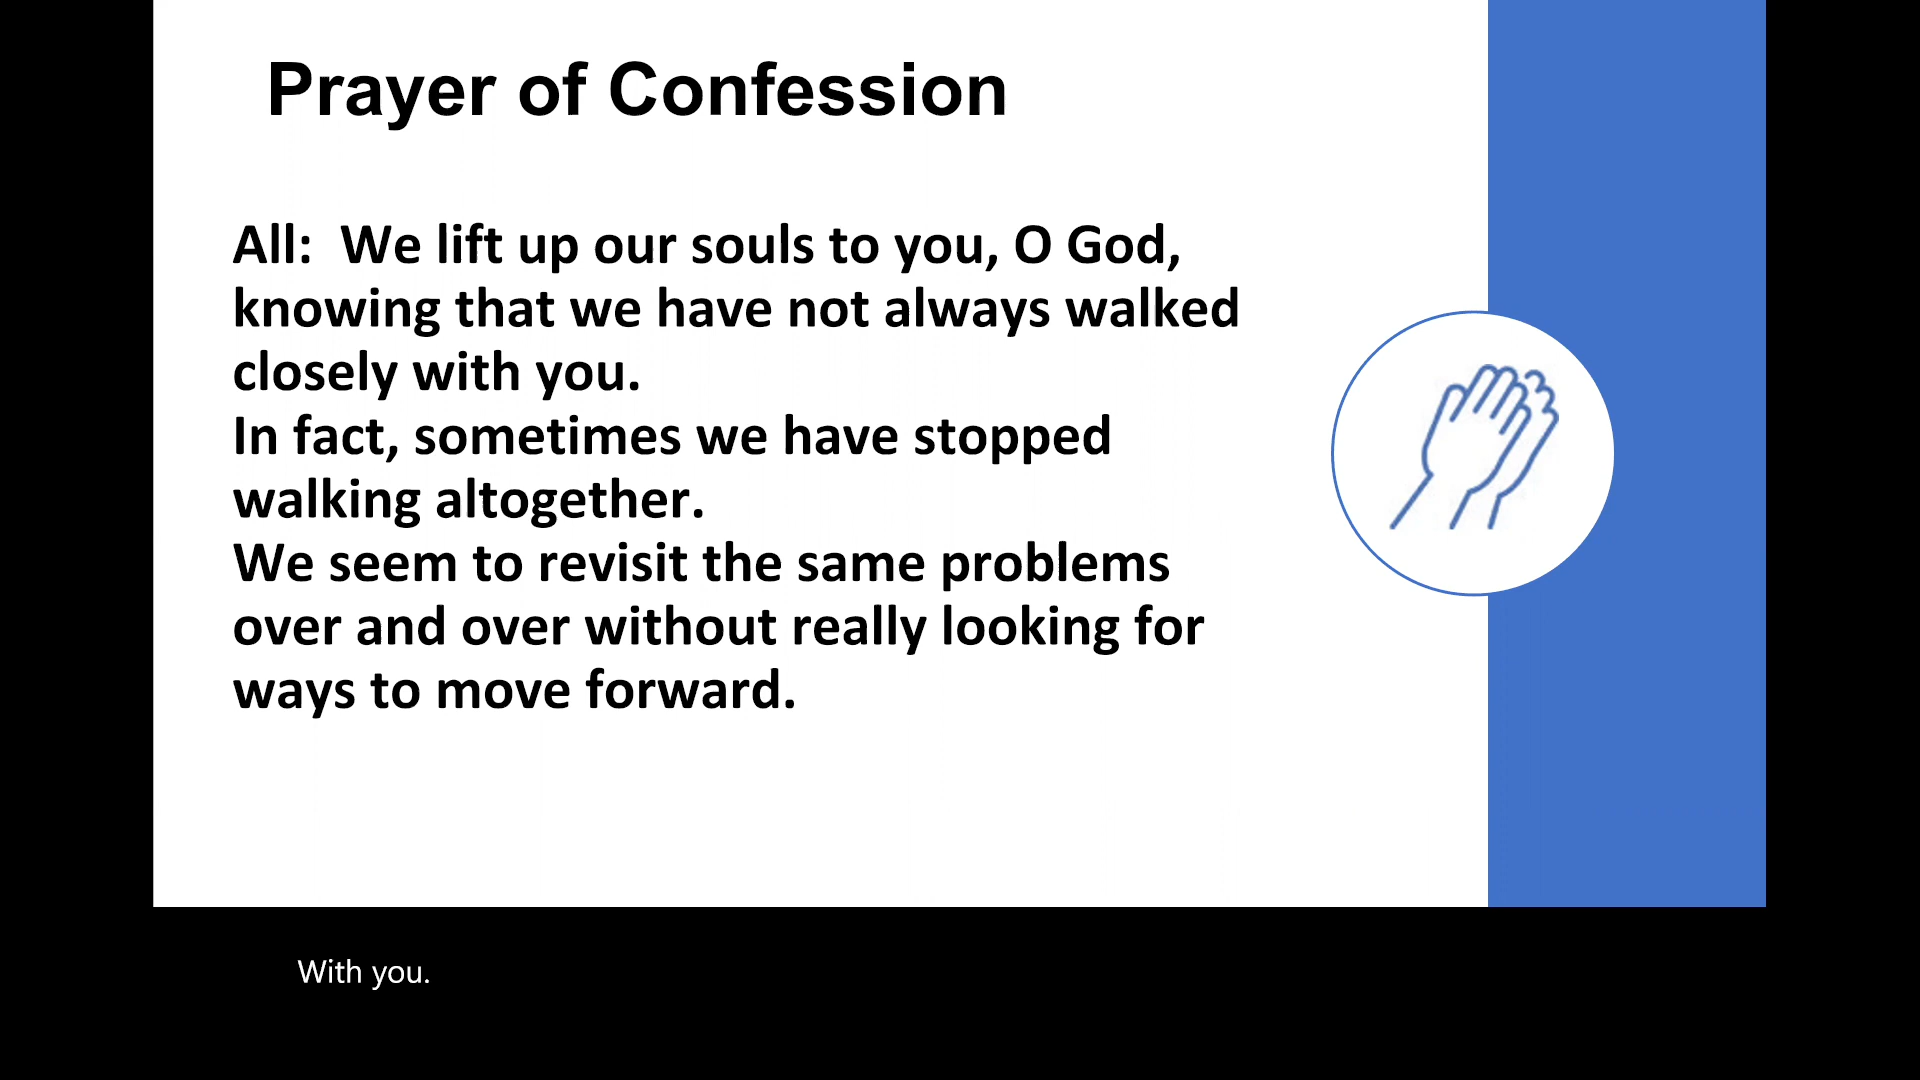 Prayer of Confession
All:  We lift up our souls to you, O God,
knowing that we have not always walked
closely with you.
In fact, sometimes we have stopped
walking altogether.
We seem to revisit the same problems
over and over without really looking for
ways to move forward.
With you.